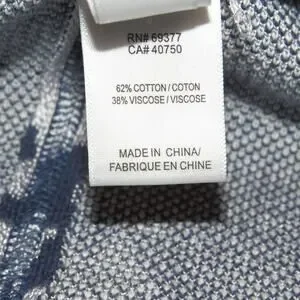 RN# 69377
CA# 40750
62% COTTON / COTON
38% VISCOSE / VISCOSE
MADE IN CHINA/
FABRIQUE EN CHINE